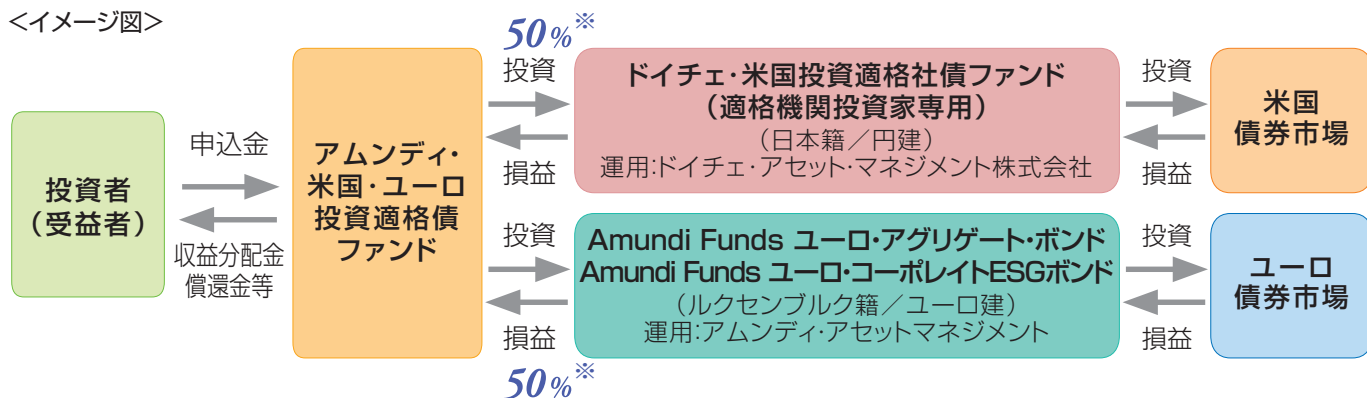 <イメージ図>
投資者
(受益者)
申込金
収益分配金
償還金等
アムンディ・
米国・ユーロ
投資適格債
ファンド
50%※
投資
損益
ドイチェ・米国投資適格社債ファンド
(適格機関投資家専用)
(日本籍/円建)
運用:ドイチェ・アセット・マネジメント株式会社
投資
損益
米国
債券市場
投資
損益
50%※
Amundi Funds ユーロ・アグリゲート・ボンド
Amundi Funds ユーロ・コーポレイトESGボンド
(ルクセンブルク籍/ユーロ建)
運用:アムンディ・アセットマネジメント
投資
損益
ユーロ
債券市場